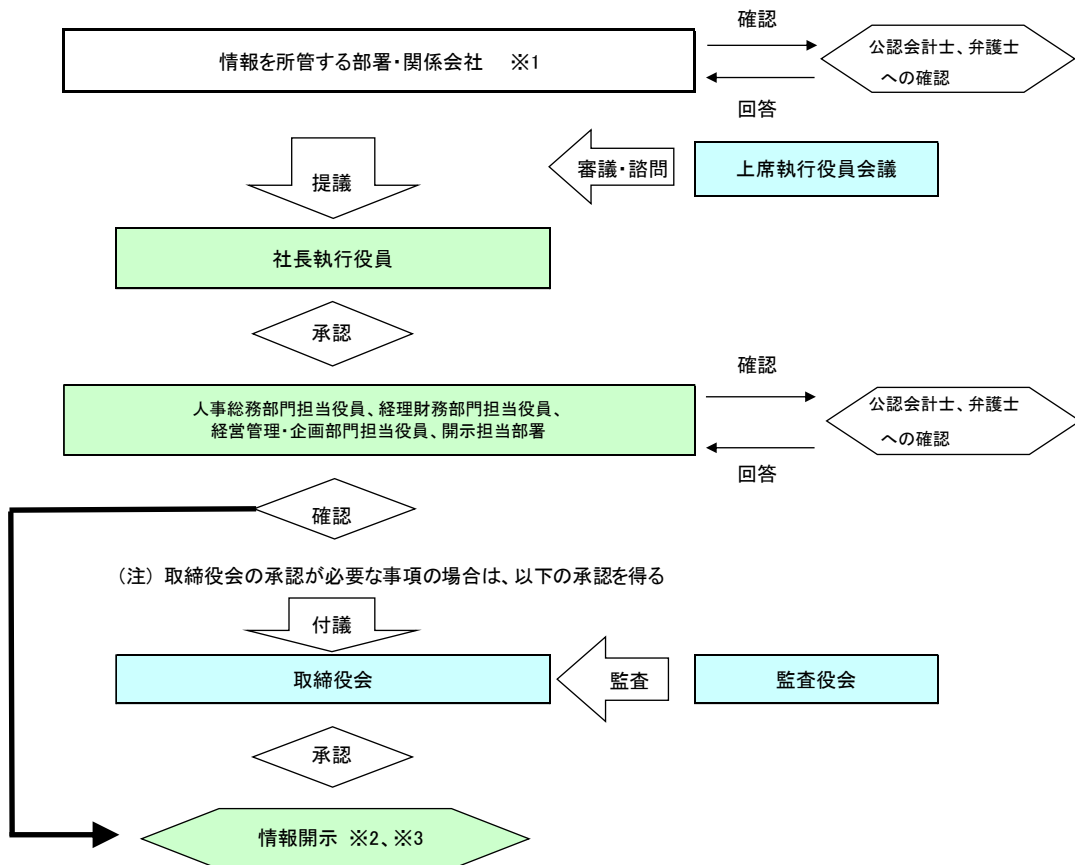 確認
情報を所管する部署・関係会社　※1
公認会計士、弁護士
への確認
回答
提議
審議・諮問
上席執行役員会議
社長執行役員
承認
確認
人事総務部門担当役員、経理財務部門担当役員、
経営管理・企画部門担当役員、開示担当部署
公認会計士、弁護士
への確認
回答
確認
（注） 取締役会の承認が必要な事項の場合は、以下の承認を得る
付議
取締役会
監査
監査役会
承認
情報開示 ※2、※3